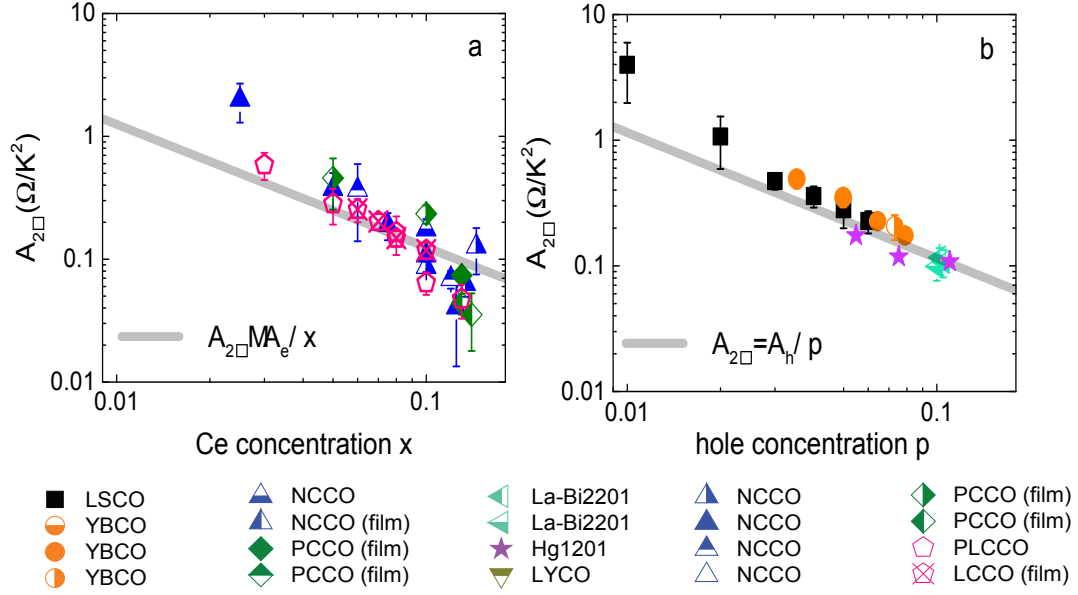 a
b
10
1
0.1
0.01
0.01
0.1
A2□(Ω/K²)
Ce concentration x
A2□ MA_e/ x
10
1
0.1
0.01
0.01
0.1
A2□(Ω/K²)
hole concentration p
A2□=A_h/ p
LSCO
YBCO
YBCO
YBCO
NCCO
NCCO (film)
PCCO (film)
PCCO (film)
La-Bi2201
La-Bi2201
Hg1201
LYCO
NCCO
NCCO
NCCO
NCCO
PCCO (film)
PCCO (film)
PLCCO
LCCO (film)